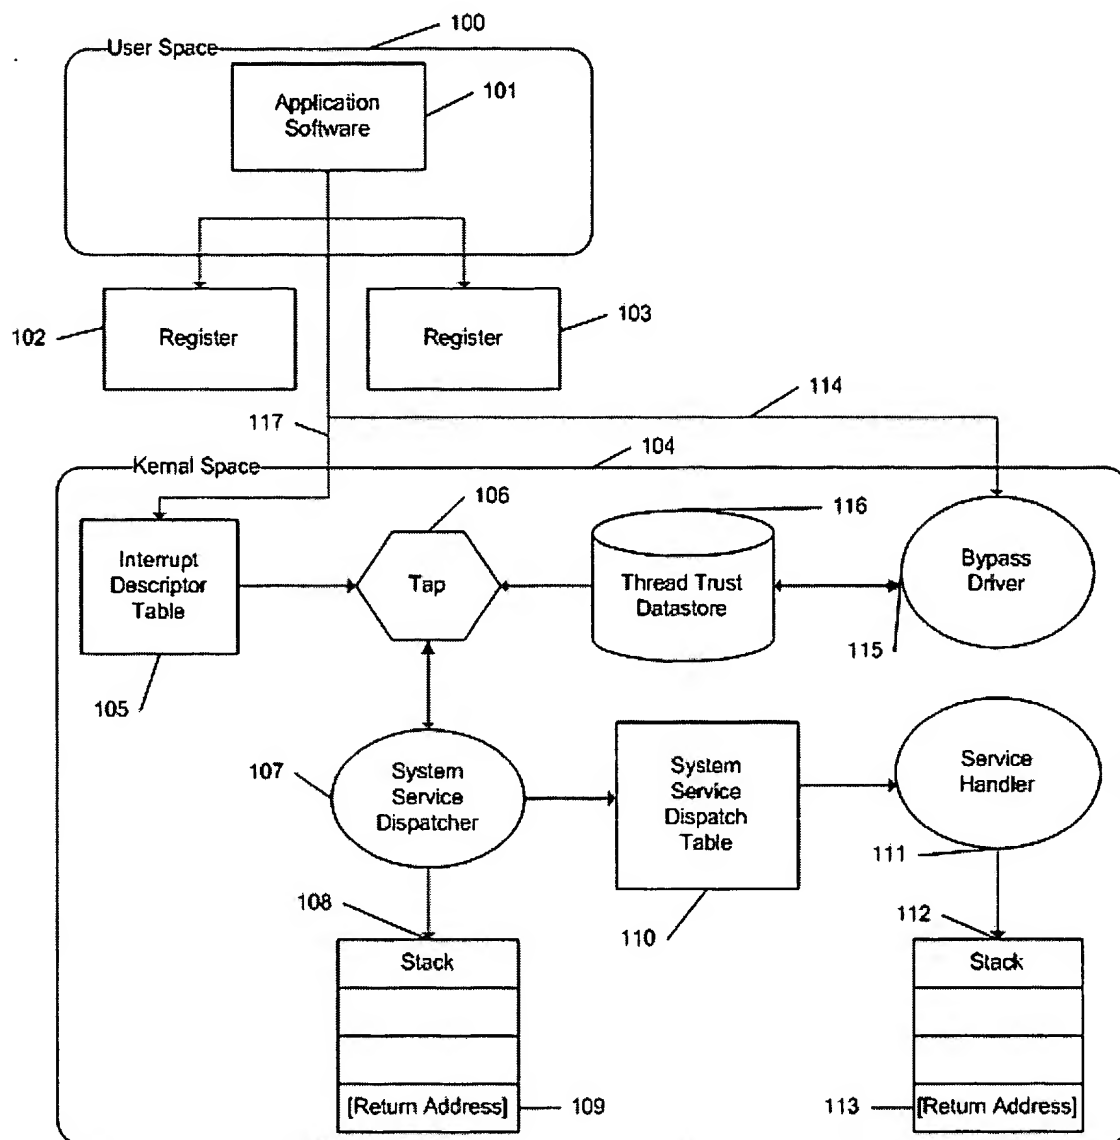 100
User Space
Application
Software
101
Register
102
Register
103
114
117
Kernal Space
104
106
116
Interrupt
Descriptor
Table
Tap
Thread Trust
Datastore
Bypass
Driver
115
105
107
System
Service
Dispatcher
System
Service
Dispatch
Table
Service
Handler
111
108
110
112
Stack
Stack
[Return Address]
109
113
[Return Address]